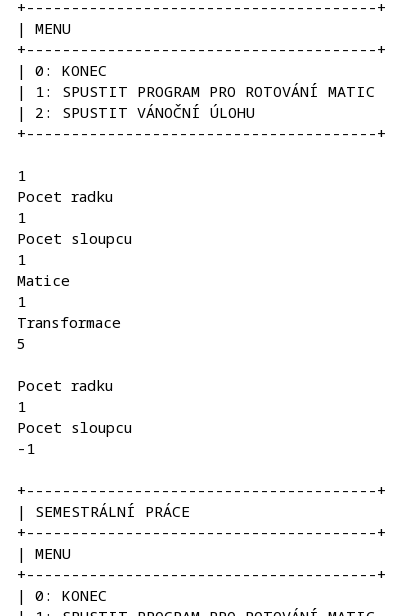 +---------------------------------------+
| MENU
+---------------------------------------+
| 0: KONEC
| 1: SPUSTIT PROGRAM PRO ROTOVÁNÍ MATIC
| 2: SPUSTIT VÁNOČNÍ ÚLOHU
+---------------------------------------+
1
Pocet radku
1
Pocet sloupcu
1
Matice
1
Transformace
5
Pocet radku
1
Pocet sloupcu
-1
+---------------------------------------+
| SEMESTRÁLNÍ PRÁCE
+---------------------------------------+
| MENU
+---------------------------------------+
| 0: KONEC
| 1: SPUSTIT PROGRAM PRO ROTOVÁNÍ MATIC